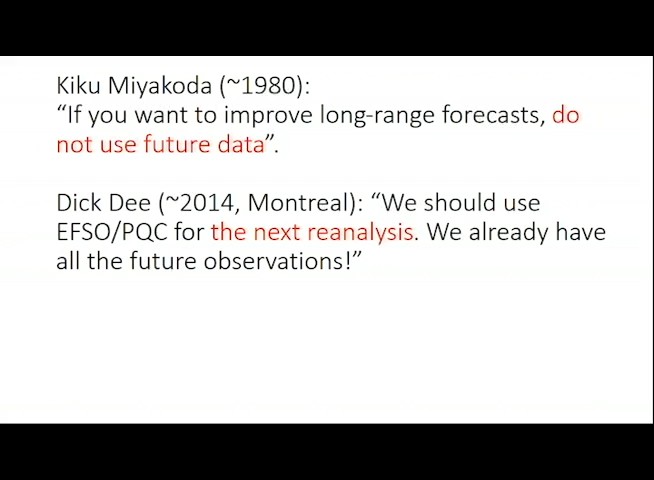 Kiku Miyakoda (~1980):
“If you want to improve long-range forecasts, do
not use future data”.
Dick Dee (~2014, Montreal): “We should use
EFSO/PQC for the next reanalysis. We already have
all the future observations!”